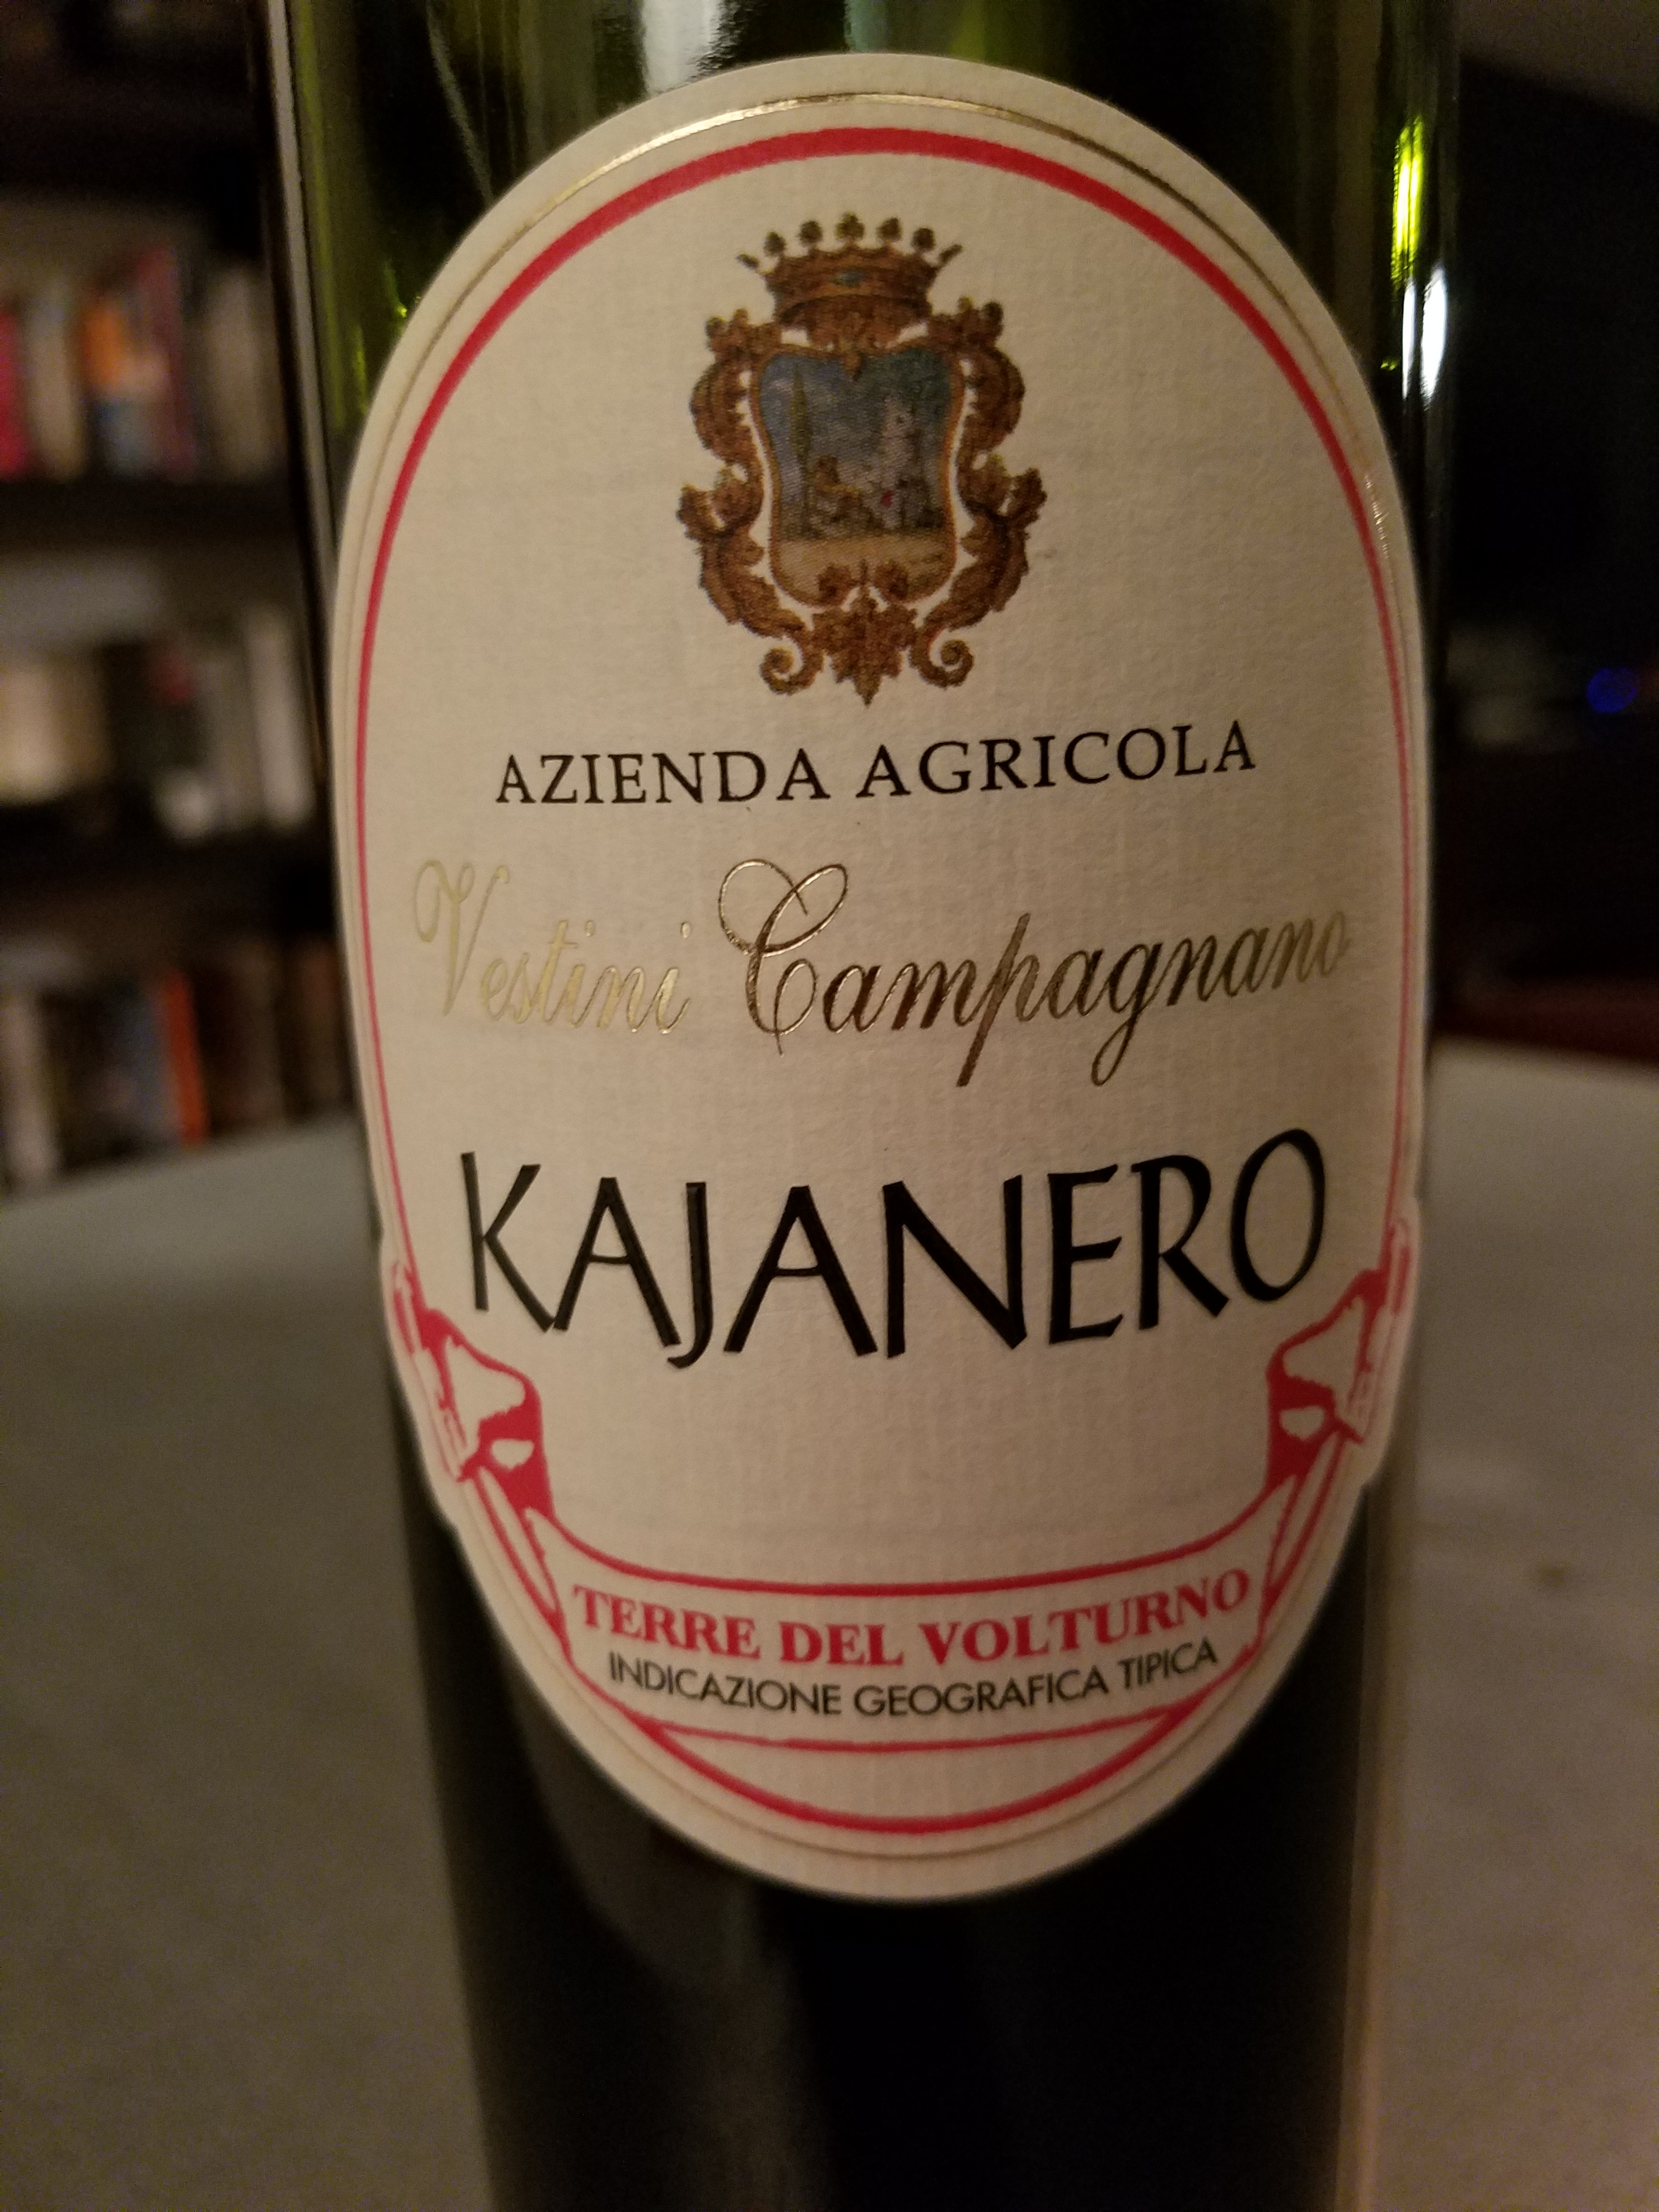 AZIENDA AGRICOLA
Vestini Campagnano
KAJANERO
TERRE DEL VOLTURNO
INDICAZIONE GEOGRAFICA TIPICA